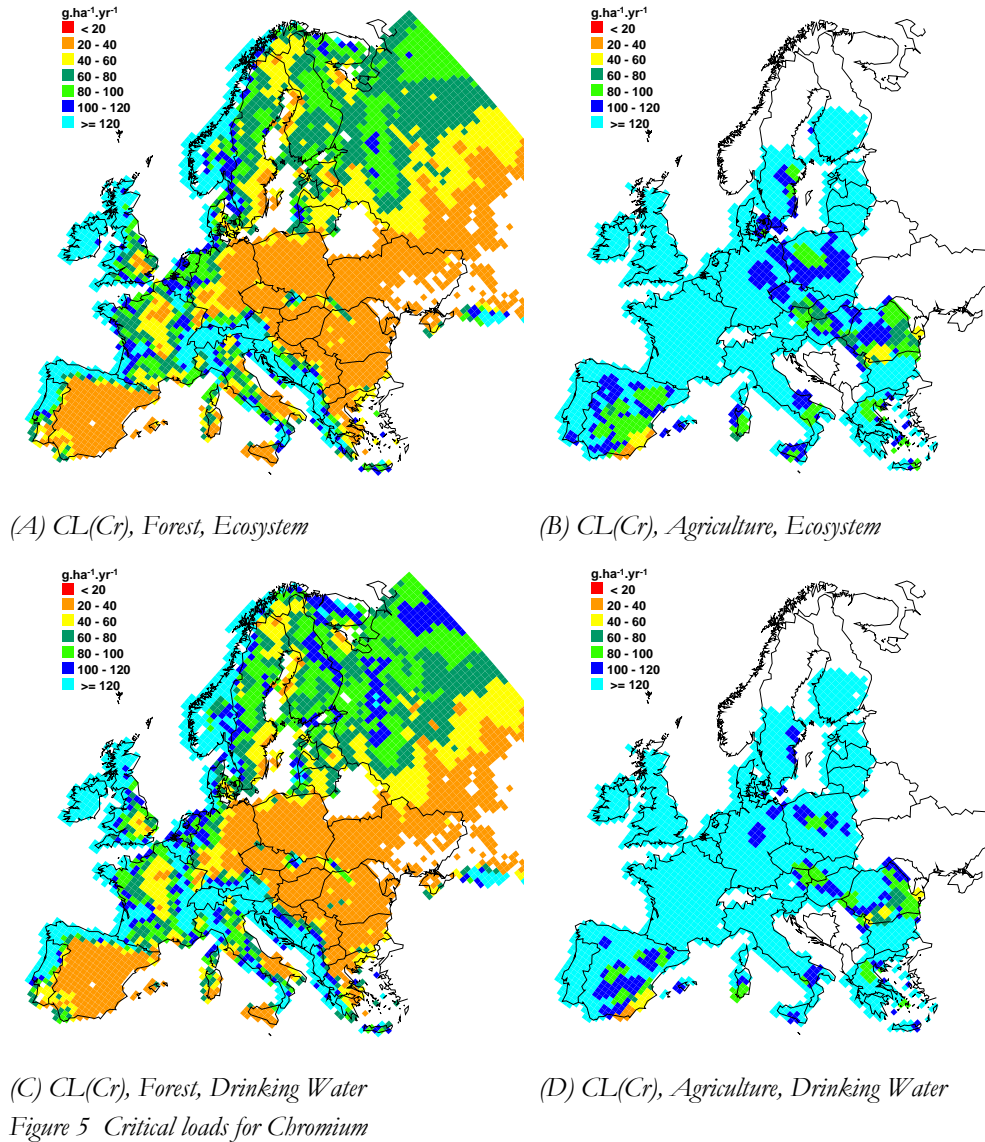 g.ha⁻¹.yr⁻¹
< 20
20 - 40
40 - 60
60 - 80
80 - 100
100 - 120
>= 120
g.ha⁻¹.yr⁻¹
< 20
20 - 40
40 - 60
60 - 80
80 - 100
100 - 120
>= 120
(A) CL(Cr), Forest, Ecosystem
(B) CL(Cr), Agriculture, Ecosystem
g.ha⁻¹.yr⁻¹
< 20
20 - 40
40 - 60
60 - 80
80 - 100
100 - 120
>= 120
g.ha⁻¹.yr⁻¹
< 20
20 - 40
40 - 60
60 - 80
80 - 100
100 - 120
>= 120
(C) CL(Cr), Forest, Drinking Water
(D) CL(Cr), Agriculture, Drinking Water
Figure 5 Critical loads for Chromium